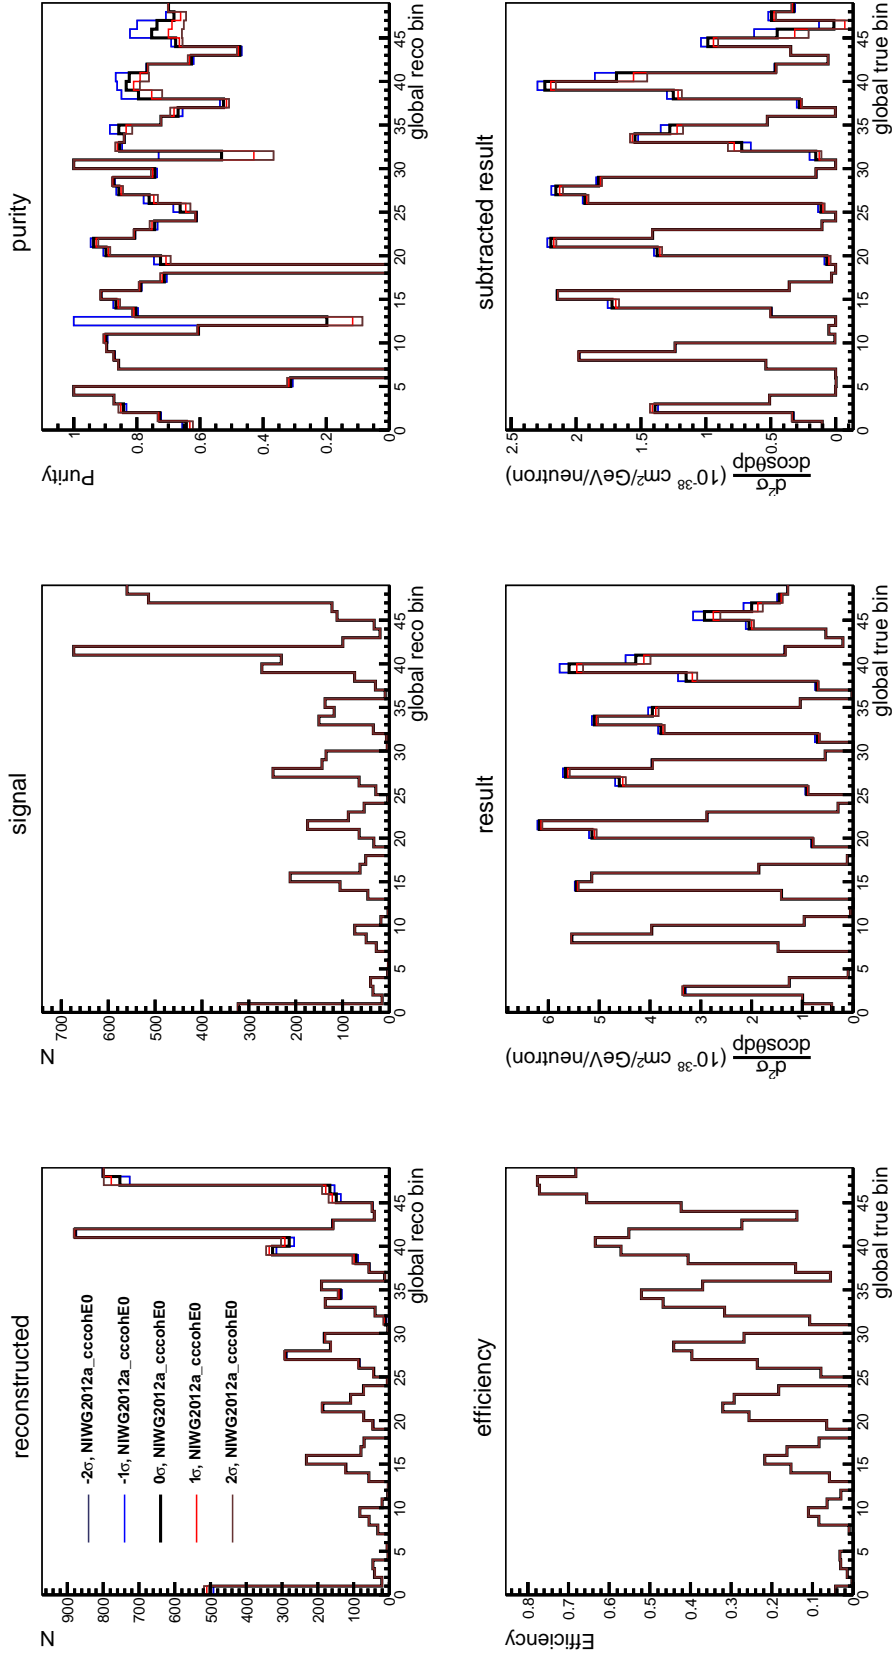 reconstructed
N
900
800
700
600
500
400
300
200
100
0
-2σ, NIWG2012a_cccohE0
-1σ, NIWG2012a_cccohE0
0σ, NIWG2012a_cccohE0
1σ, NIWG2012a_cccohE0
2σ, NIWG2012a_cccohE0
0 5 10 15 20 25 30 35 40 45
global reco bin
signal
N
700
600
500
400
300
200
100
0
0 5 10 15 20 25 30 35 40 45
global reco bin
purity
Purity
1
0.8
0.6
0.4
0.2
0
0 5 10 15 20 25 30 35 40 45
global reco bin
efficiency
Efficiency
0.8
0.7
0.6
0.5
0.4
0.3
0.2
0.1
0 5 10 15 20 25 30 35 40 45
global true bin
result
d²σ/dcosθdp (10⁻³⁸ cm²/GeV/neutron)
6
5
4
3
2
1
0
0 5 10 15 20 25 30 35 40 45
global true bin
subtracted result
d²σ/dcosθdp (10⁻³⁸ cm²/GeV/neutron)
2.5
2
1.5
1
0.5
0
0 5 10 15 20 25 30 35 40 45
global true bin